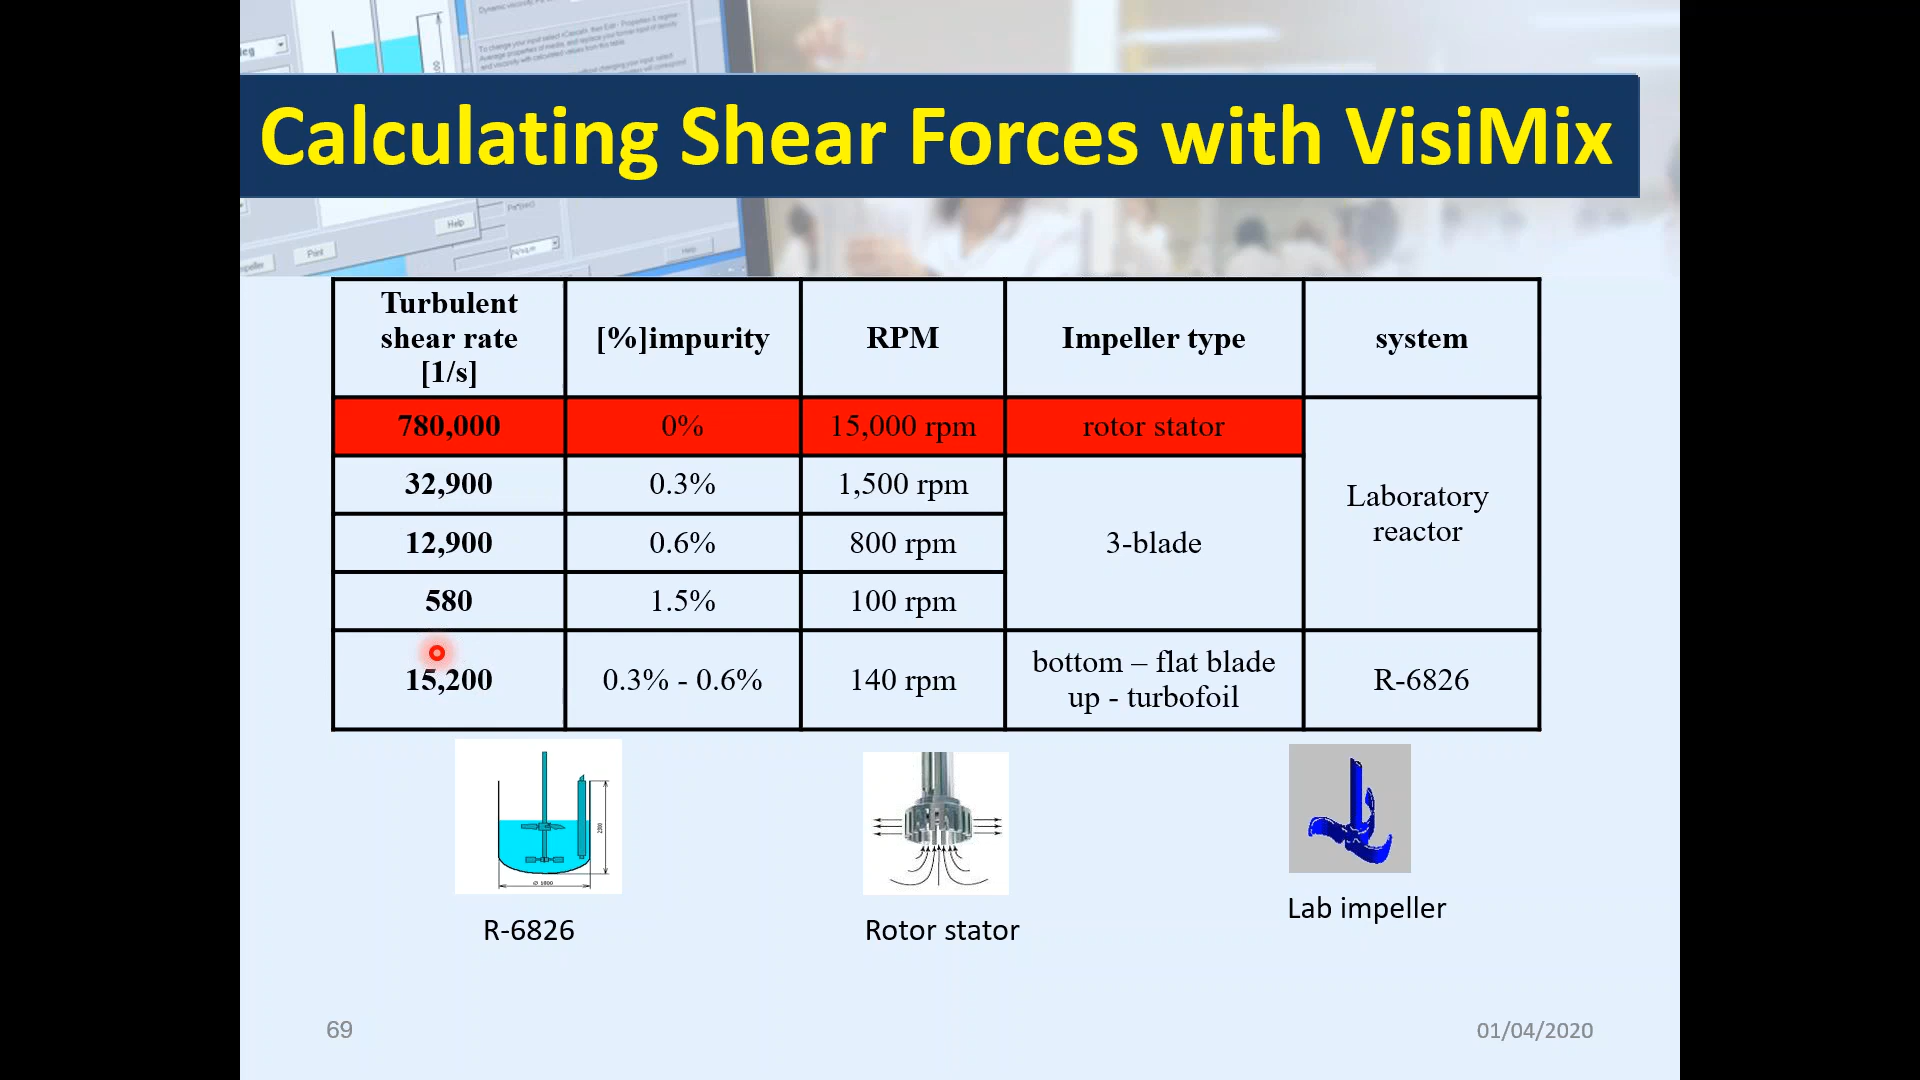 Calculating Shear Forces with VisiMix
Help
Print
Turbulent
shear rate
[1/s]
[%]impurity
RPM
Impeller type
system
780,000
0%
15,000 rpm
rotor stator
Laboratory
reactor
32,900
0.3%
1,500 rpm
3-blade
12,900
0.6%
800 rpm
580
1.5%
100 rpm
15,200
0.3% - 0.6%
140 rpm
bottom – flat blade
up - turbofoil
R-6826
R-6826
Rotor stator
Lab impeller
69
01/04/2020